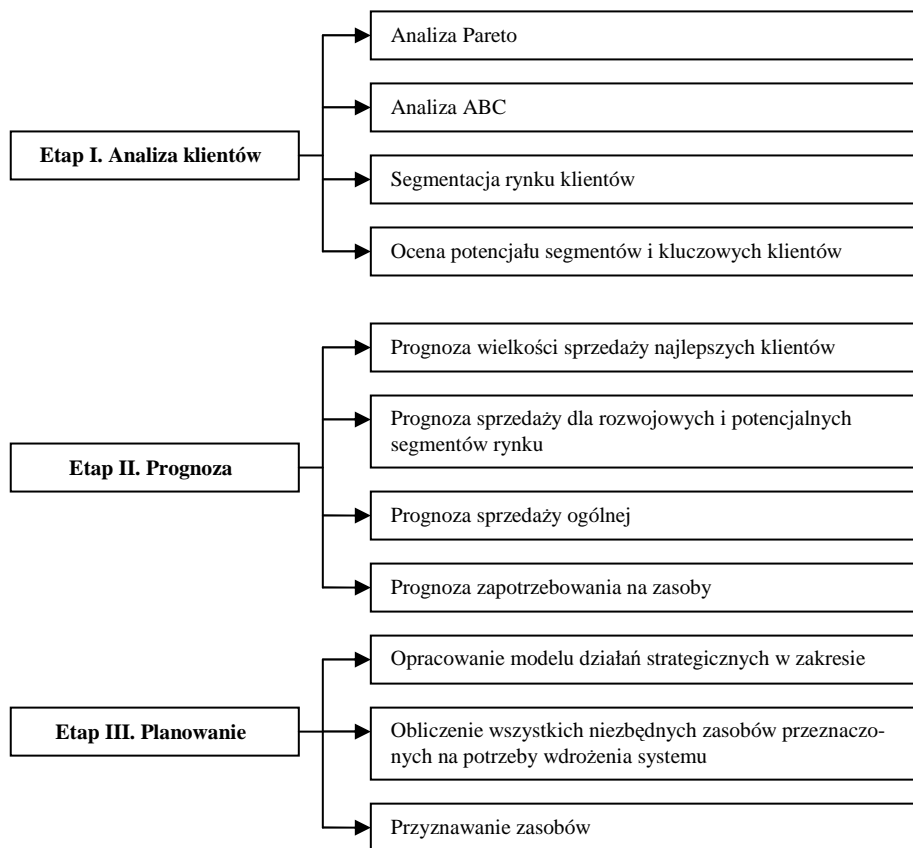 Analiza Pareto
Analiza ABC
Etap I. Analiza klientów
Segmentacja rynku klientów
Ocena potencjału segmentów i kluczowych klientów
Prognoza wielkości sprzedaży najlepszych klientów
Prognoza sprzedaży dla rozwojowych i potencjalnych
segmentów rynku
Etap II. Prognoza
Prognoza sprzedaży ogólnej
Prognoza zapotrzebowania na zasoby
Opracowanie modelu działań strategicznych w zakresie
Etap III. Planowanie
Obliczenie wszystkich niezbędnych zasobów przeznaczo-
nych na potrzeby wdrożenia systemu
Przyznawanie zasobów